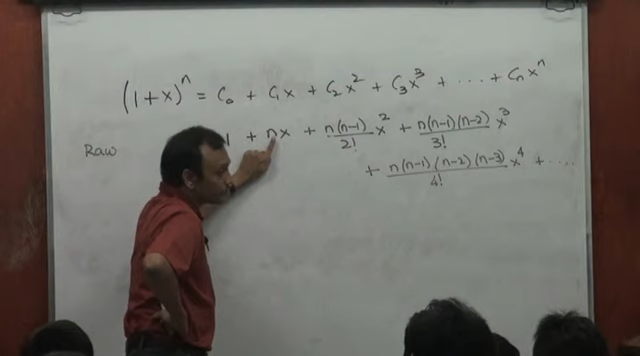 (1+x)ⁿ = C₀ + C₁x + C₂x² + C₃x³ + ··· + Cₙxⁿ
Raw 1 + nx + n(n-1)/2! x² + n(n-1)(n-2)/3! x³
+ n(n-1)(n-2)(n-3)/4! x⁴ + ····